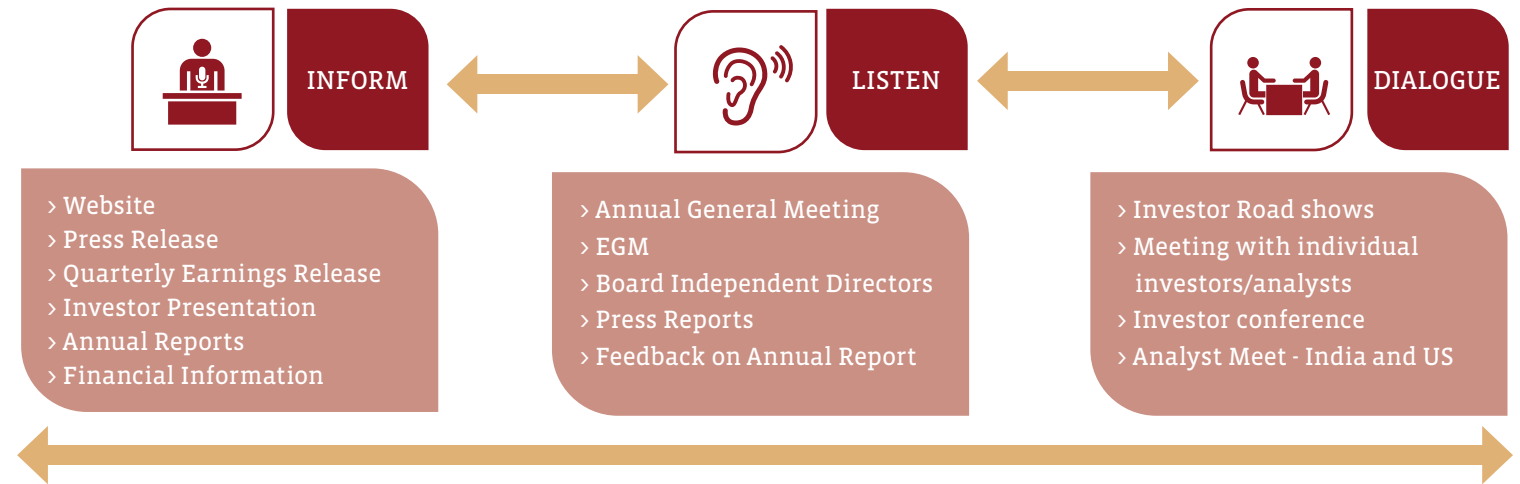 INFORM
› Website
› Press Release
› Quarterly Earnings Release
› Investor Presentation
› Annual Reports
› Financial Information
LISTEN
› Annual General Meeting
› EGM
› Board Independent Directors
› Press Reports
› Feedback on Annual Report
DIALOGUE
› Investor Road shows
› Meeting with individual
investors/analysts
› Investor conference
› Analyst Meet - India and US